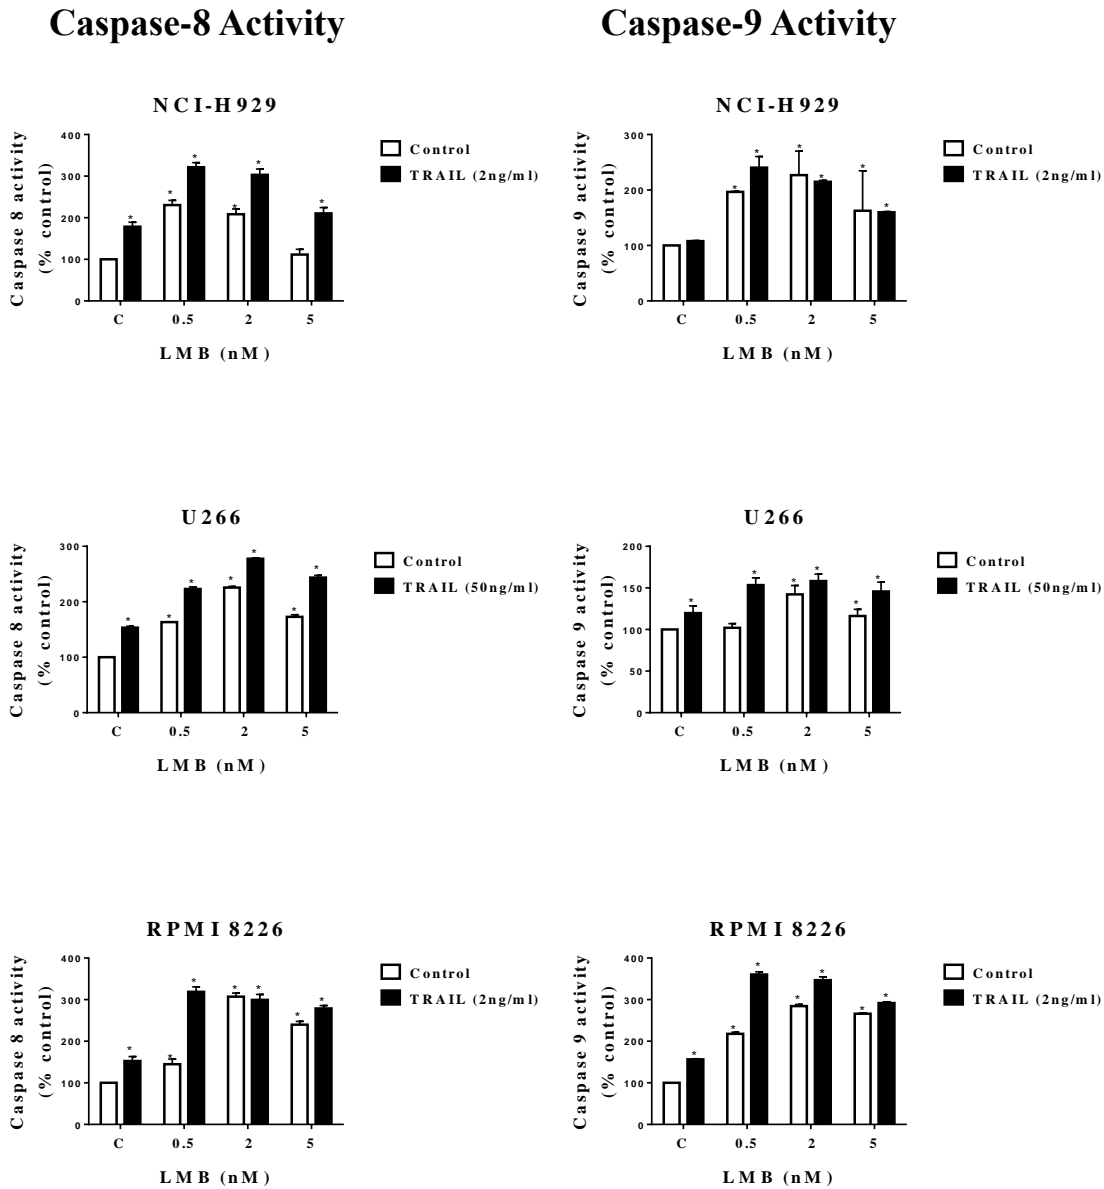 Caspase-8 Activity
Caspase-9 Activity
NCI-H929
Caspase 8 activity
(% control)
400
300
200
100
0
* * * * * * *
C 0.5 2 5
LMB (nM)
Control
TRAIL (2ng/ml)
NCI-H929
Caspase 9 activity
(% control)
300
200
100
0
* * * * * *
C 0.5 2 5
LMB (nM)
Control
TRAIL (2ng/ml)
U266
Caspase 8 activity
(% control)
300
200
100
0
* * * * * * *
C 0.5 2 5
LMB (nM)
Control
TRAIL (50ng/ml)
U266
Caspase 9 activity
(% control)
200
150
100
50
0
* * * * * *
C 0.5 2 5
LMB (nM)
Control
TRAIL (50ng/ml)
RPMI 8226
Caspase 8 activity
(% control)
400
300
200
100
0
* * * * * * *
C 0.5 2 5
LMB (nM)
Control
TRAIL (2ng/ml)
RPMI 8226
Caspase 9 activity
(% control)
400
300
200
100
0
* * * * * * *
C 0.5 2 5
LMB (nM)
Control
TRAIL (2ng/ml)